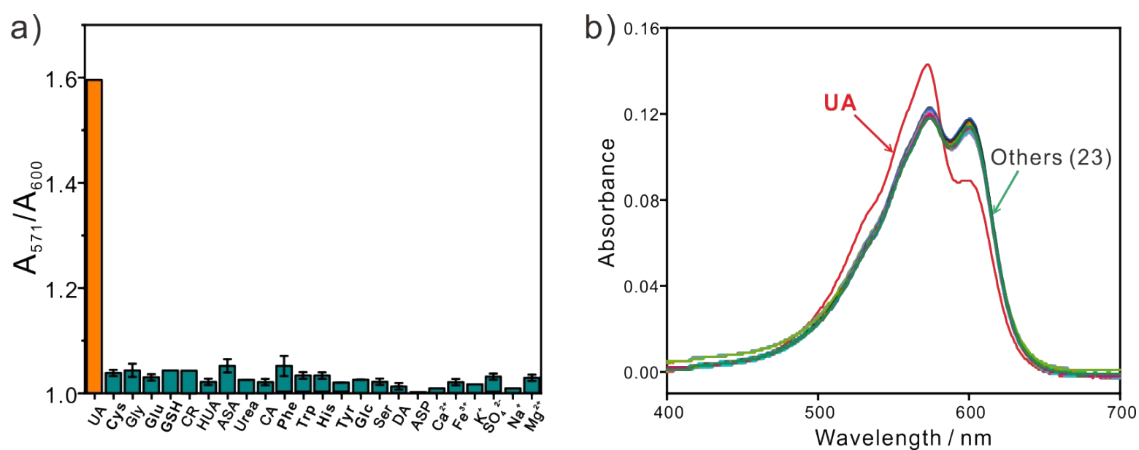 a)
A571/A600
1.6
1.4
1.2
1.0
UA Cys Gly Glu GSH CR HUA ASA Urea CA Phe Trp His Tyr Glc Ser DA ASP Ca²⁺ Fe³⁺ K⁺ SO₄²⁻ Na⁺ Mg²⁺
b)
Absorbance
0.16
0.12
0.08
0.04
0.00
UA
Others (23)
400 500 600 700
Wavelength / nm